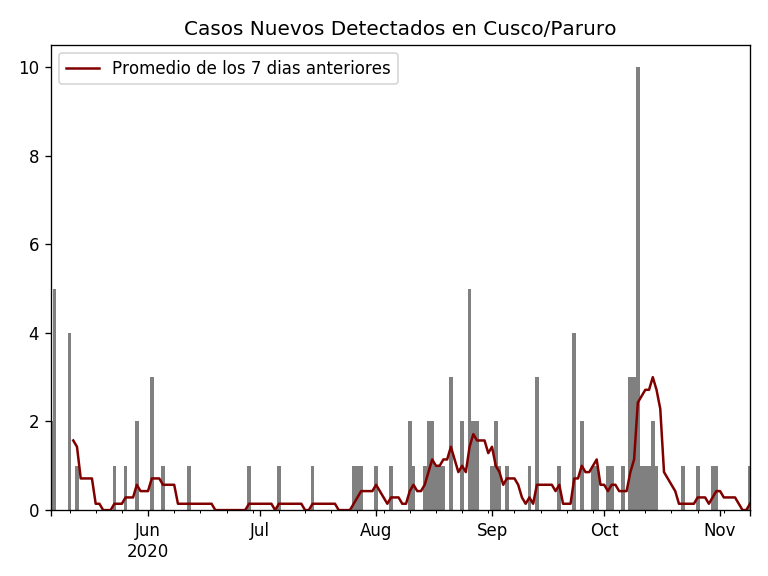 Casos Nuevos Detectados en Cusco/Paruro
Promedio de los 7 dias anteriores
10
8
6
4
2
0
Jun Jul Aug Sep Oct Nov
2020